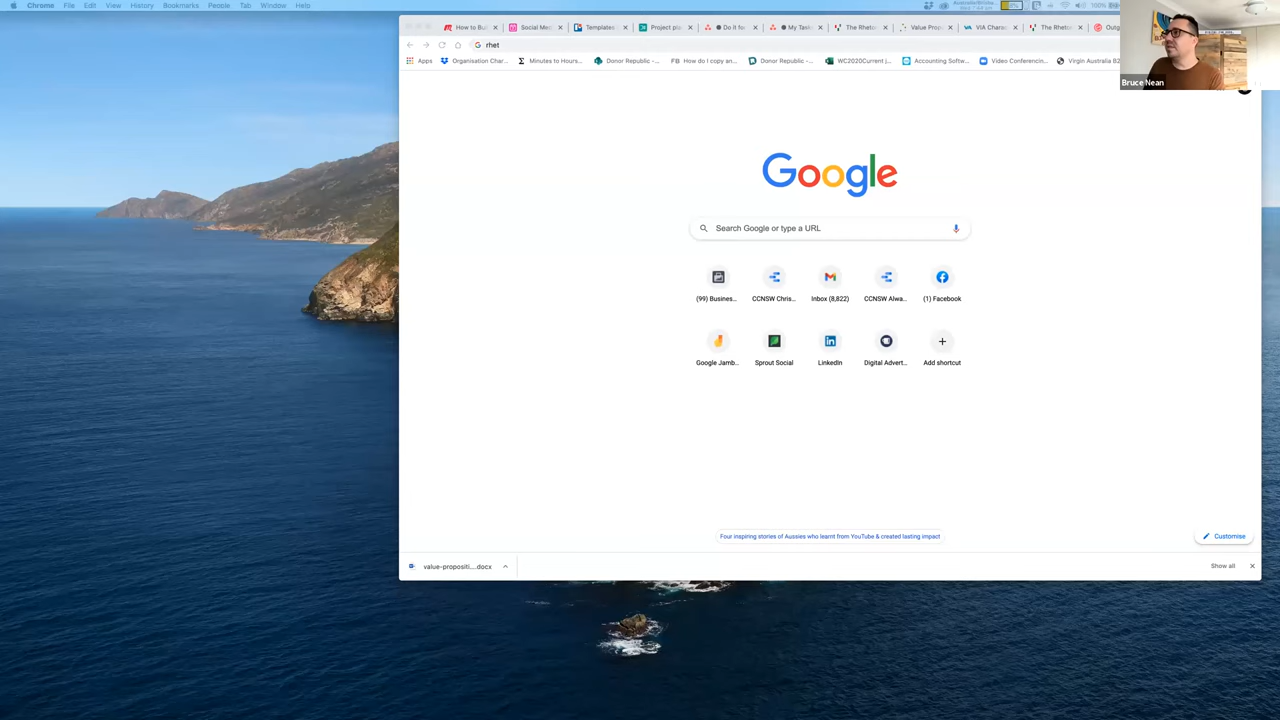 Chrome File Edit View History Bookmarks People Tab Window Help
100%
How to Bu
Social Me
Templates
Project pla
Do it fo
My Task
The Rheto
Value Prop
VIA Charac
The Rheto
rhet
Apps Organisation Char... Minutes to Hours... Donor Republic -... FB How do I copy an... Donor Republic -... WC2020Current j... Accounting Softw... Video Conferencin... Virgin Australia B2
Bruce Nean
Google
Search Google or type a URL
(99) Busines... CCNSW Chris... Inbox (8,822) CCNSW Alwa... (1) Facebook
Google Jamb... Sprout Social LinkedIn Digital Advert... Add shortcut
Four inspiring stories of Aussies who learnt from YouTube & created lasting impact
Customise
value-propositi....docx
Show all